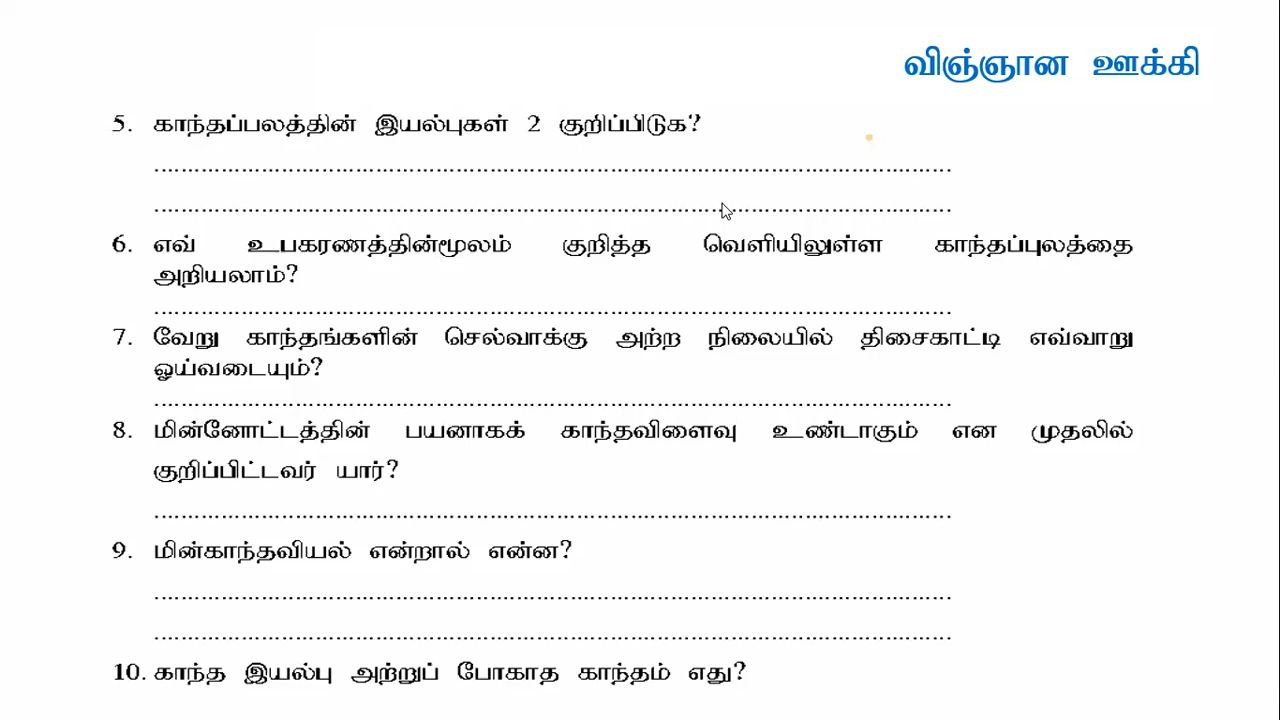 விஞ்ஞான ஊக்கி
5. காந்தப்பலத்தின் இயல்புகள் 2 குறிப்பிடுக?
................................................................................................................
................................................................................................................
6. எவ் உபகரணத்தின்மூலம் குறித்த வெளியிலுள்ள காந்தப்புலத்தை
அறியலாம்?
................................................................................................................
7. வேறு காந்தங்களின் செல்வாக்கு அற்ற நிலையில் திசைகாட்டி எவ்வாறு
ஓய்வடையும்?
................................................................................................................
8. மின்னோட்டத்தின் பயனாகக் காந்தவிளைவு உண்டாகும் என முதலில்
குறிப்பிட்டவர் யார்?
................................................................................................................
9. மின்காந்தவியல் என்றால் என்ன?
................................................................................................................
................................................................................................................
10. காந்த இயல்பு அற்றுப் போகாத காந்தம் எது?